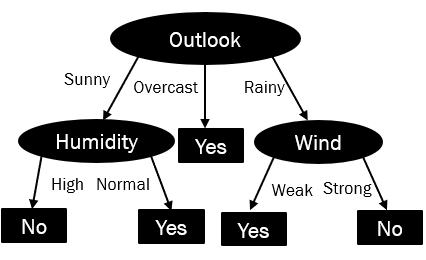 Outlook
Sunny
Overcast
Rainy
Humidity
Yes
Wind
High
Normal
Weak
Strong
No
Yes
Yes
No